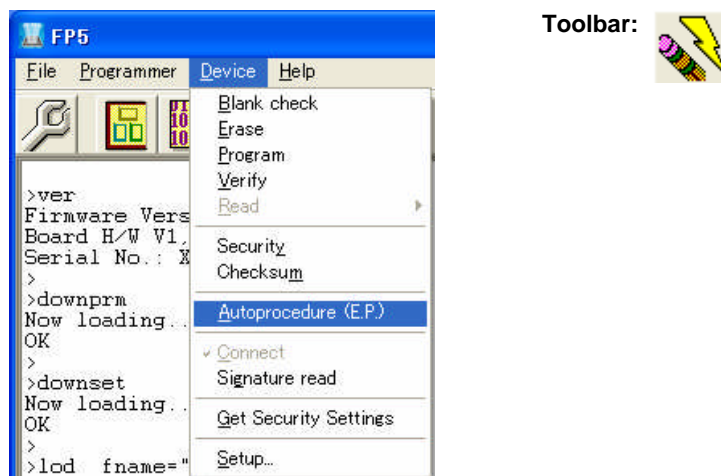 FP5
Toolbar:
File Programmer Device Help
Blank check
Erase
Program
Verify
Read
Security
Checksum
Autoprocedure (E.P.)
Connect
Signature read
Get Security Settings
Setup...
>ver
Firmware Vers
Board H/W V1,
Serial No.: X
>
>downprm
Now loading..
OK
>
>downset
Now loading..
OK
>
>lod fname="